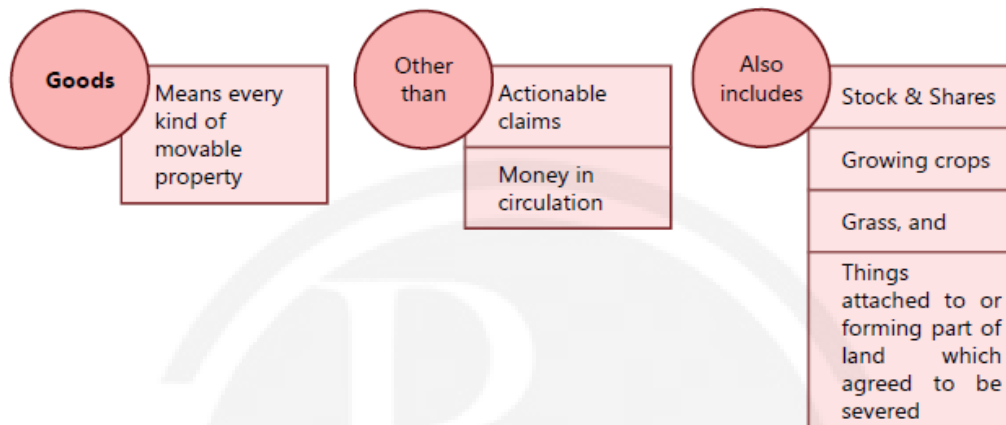 Goods
Means every
kind of
movable
property
Other
than
Actionable
claims
Money in
circulation
Also
includes
Stock & Shares
Growing crops
Grass, and
Things
attached to or
forming part of
land which
agreed to be
severed